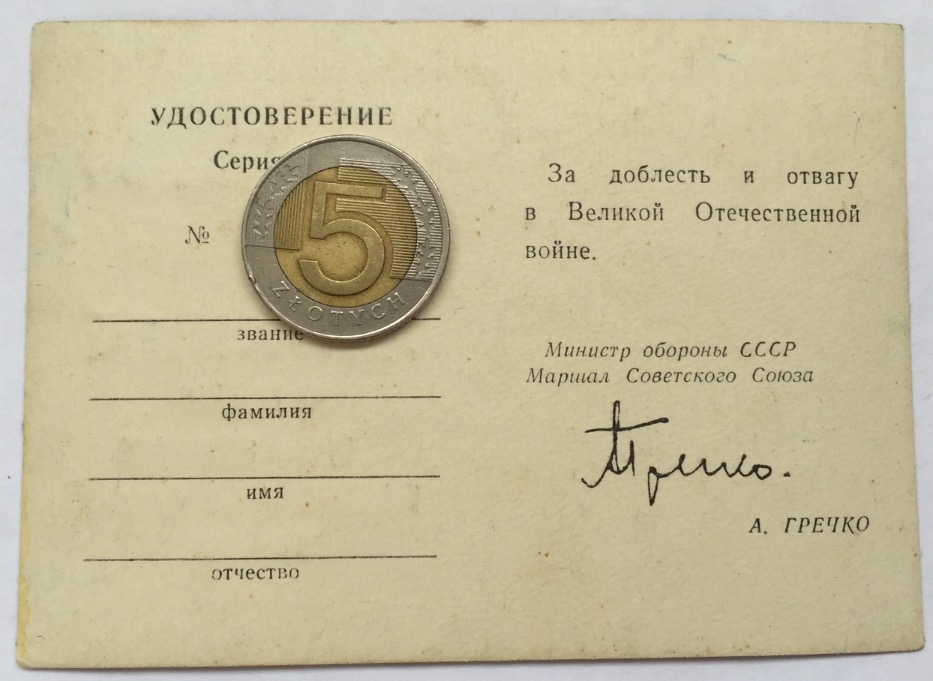 УДОСТОВЕРЕНИЕ
Серия
№
5
ZŁOTYCH
звание
фамилия
имя
отчество
За доблесть и отвагу
в Великой Отечественной
войне.
Министр обороны СССР
Маршал Советского Союза
АГречко.
А. ГРЕЧКО